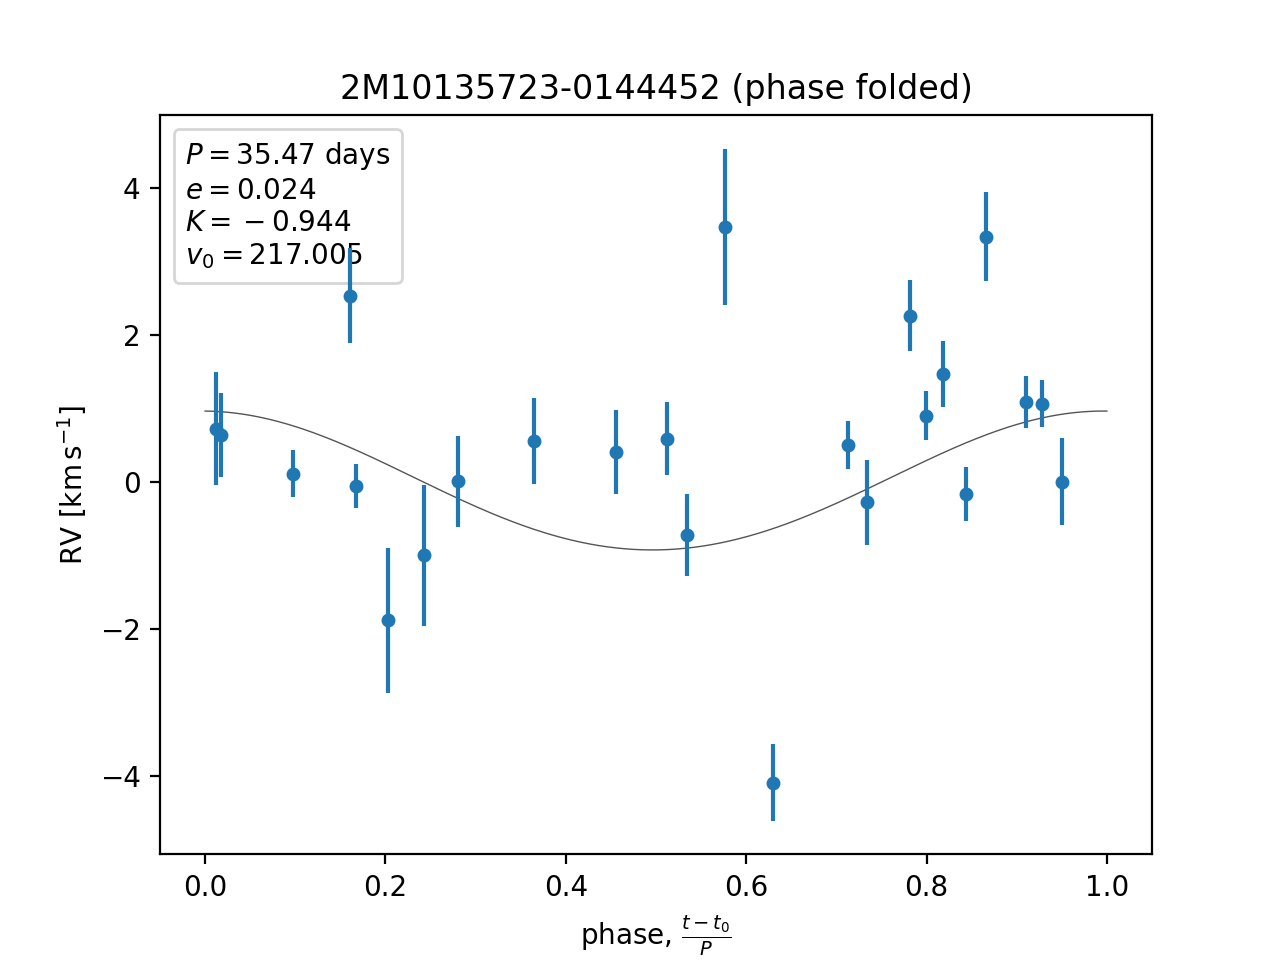 2M10135723-0144452 (phase folded)
P = 35.47 days
e = 0.024
K = −0.944
v₀ = 217.005
RV [km s⁻¹]
4
2
0
−2
−4
0.0 0.2 0.4 0.6 0.8 1.0
phase, (t − t₀)/P